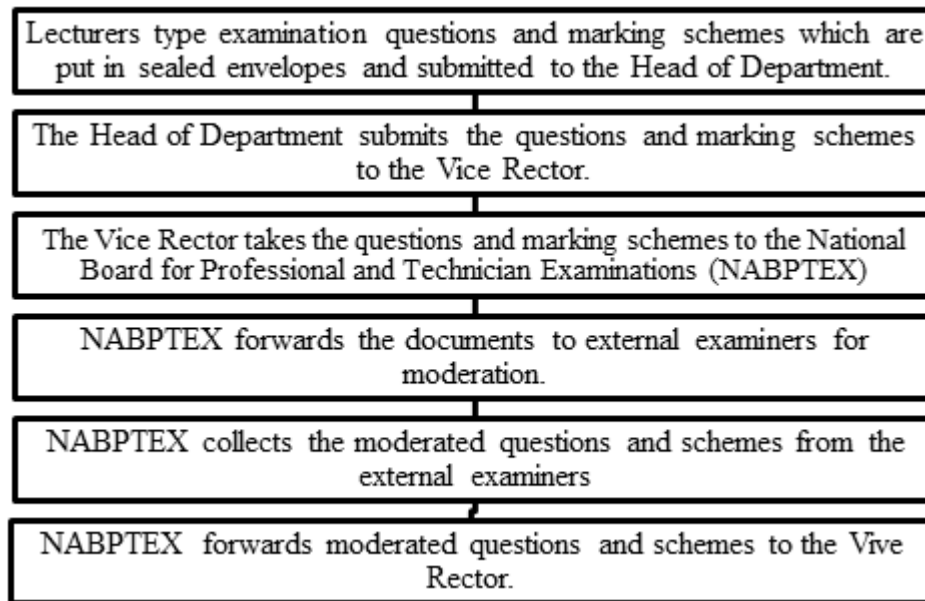 Lecturers type examination questions and marking schemes which are
put in sealed envelopes and submitted to the Head of Department.
The Head of Department submits the questions and marking schemes
to the Vice Rector.
The Vice Rector takes the questions and marking schemes to the National
Board for Professional and Technician Examinations (NABPTEX)
NABPTEX forwards the documents to external examiners for
moderation.
NABPTEX collects the moderated questions and schemes from the
external examiners
NABPTEX forwards moderated questions and schemes to the Vive
Rector.